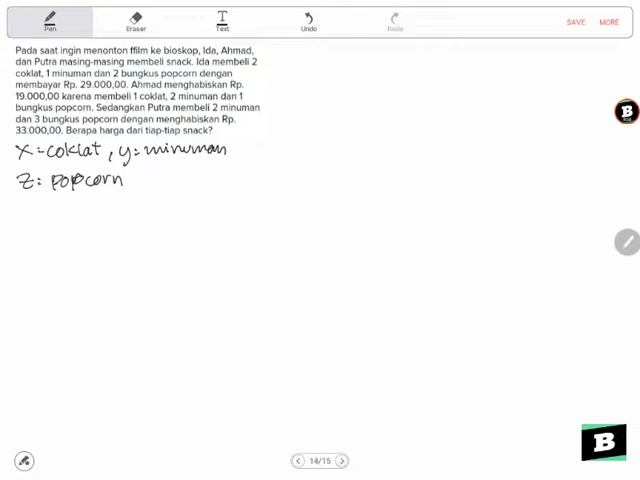 Pen
Eraser
Text
Undo
Redo
SAVE
MORE
Pada saat ingin menonton ffilm ke bioskop, Ida, Ahmad,
dan Putra masing-masing membeli snack. Ida membeli 2
coklat, 1 minuman dan 2 bungkus popcorn dengan
membayar Rp. 29.000,00. Ahmad menghabiskan Rp.
19.000,00 karena membeli 1 coklat, 2 minuman dan 1
bungkus popcorn. Sedangkan Putra membeli 2 minuman
dan 3 bungkus popcorn dengan menghabiskan Rp.
33.000,00. Berapa harga dari tiap-tiap snack?
X = coklat , y = minuman
Z = popcorn
B
B
14/15